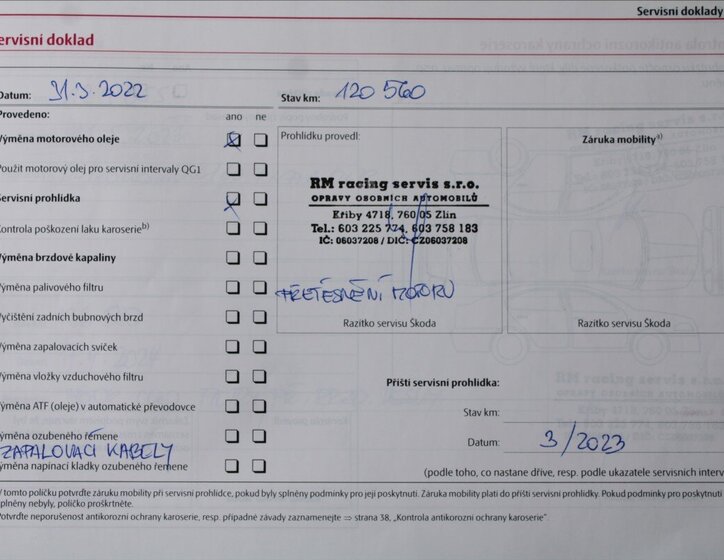 Servisní doklady
ervisní doklad
Datum: 31.3.2022
Stav km: 120 560
Provedeno: ano ne
ýměna motorového oleje
Použit motorový olej pro servisní intervaly QG1
Servisní prohlídka
Kontrola poškození laku karoserie b)
Výměna brzdové kapaliny
Výměna palivového filtru
Vyčištění zadních bubnových brzd
ýměna zapalovacích svíček
Výměna vložky vzduchového filtru
ýměna ATF (oleje) v automatické převodovce
ýměna ozubeného řemene
ZAPALOVACÍ KABELY
ýměna napínací kladky ozubeného řemene
Prohlídku provedl:
RM racing servis s.r.o.
OPRAVY OSOBNÍCH AUTOMOBILŮ
Křiby 4718, 760 05 Zlín
Tel.: 603 225 774, 603 758 183
IČ: 06037208 / DIČ: CZ06037208
PŘETĚSNĚNÍ MOTORU
Razítko servisu Škoda
Záruka mobility a)
Razítko servisu Škoda
Příští servisní prohlídka:
Stav km:
Datum: 3/2023
(podle toho, co nastane dříve, resp. podle ukazatele servisních interv
V tomto políčku potvrďte záruku mobility při servisní prohlídce, pokud byly splněny podmínky pro její poskytnutí. Záruka mobility platí do příští servisní prohlídky. Pokud podmínky pro poskytnutí
splněny nebyly, políčko proškrtněte.
Potvrďte neporušenost antikorozní ochrany karoserie, resp. případné závady zaznamenejte ⇒ strana 38, „Kontrola antikorozní ochrany karoserie“.